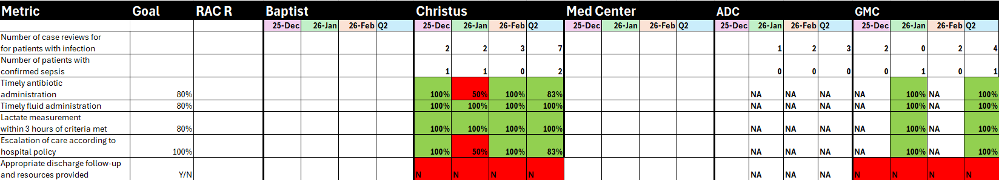 Metric Goal RAC R Baptist Christus Med Center ADC GMC
25-Dec 26-Jan 26-Feb Q2 25-Dec 26-Jan 26-Feb Q2 25-Dec 26-Jan 26-Feb Q2 25-Dec 26-Jan 26-Feb Q2 25-Dec 26-Jan 26-Feb Q2
Number of case reviews for
for patients with infection 2 2 3 7 1 2 3 2 0 2 4
Number of patients with
confirmed sepsis 1 1 0 2 0 0 0 0 1 0 1
Timely antibiotic
administration 80% 100% 50% 100% 83% NA NA NA NA 100% NA 100%
Timely fluid administration 80% 100% 100% 100% 100% NA NA NA NA 100% NA 100%
Lactate measurement
within 3 hours of criteria met 80% 100% 100% 100% 100% NA NA NA NA 100% NA 100%
Escalation of care according to
hospital policy 100% 100% 50% 100% 83% NA NA NA NA 100% NA 100%
Appropriate discharge follow-up
and resources provided Y/N N N N N NA NA NA N N N N